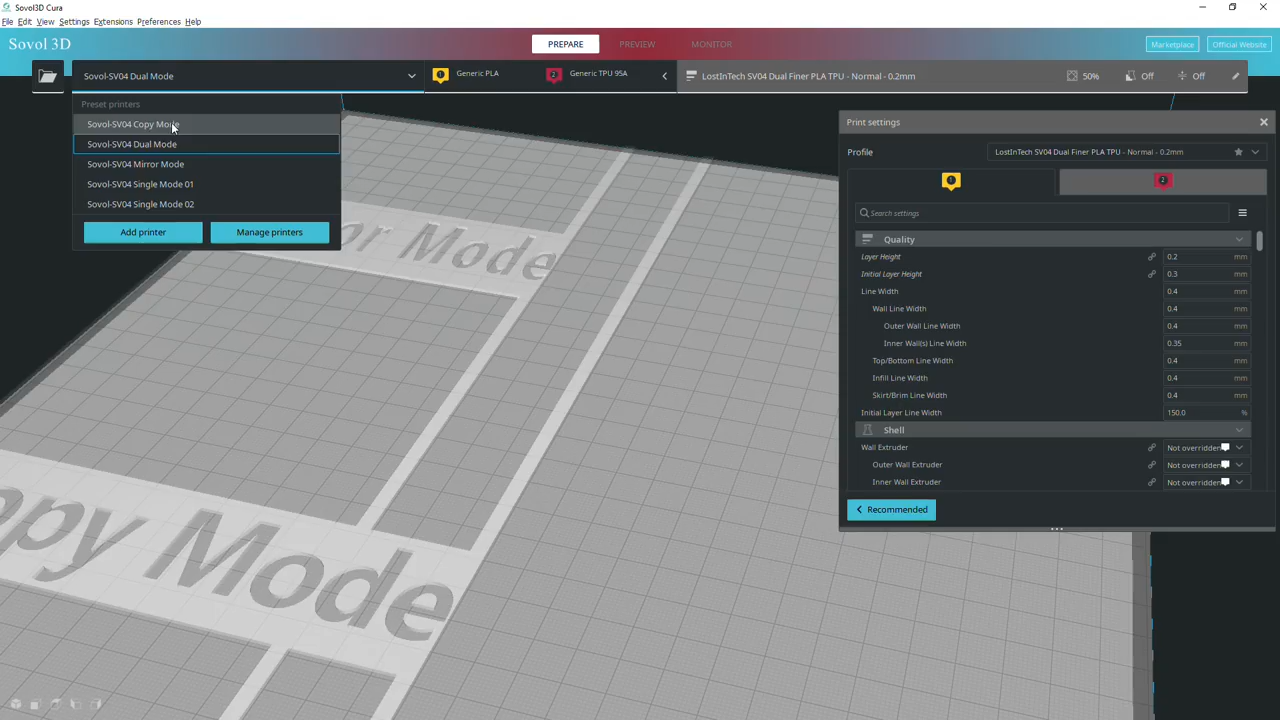 Sovol3D Cura
File Edit View Settings Extensions Preferences Help
Sovol 3D
PREPARE
PREVIEW
MONITOR
Marketplace
Official Website
Sovol-SV04 Dual Mode
1 Generic PLA
2 Generic TPU 95A
LostInTech SV04 Dual Finer PLA TPU - Normal - 0.2mm
50%
Off
Off
Preset printers
Sovol-SV04 Copy Mode
Sovol-SV04 Dual Mode
Sovol-SV04 Mirror Mode
Sovol-SV04 Single Mode 01
Sovol-SV04 Single Mode 02
Add printer
Manage printers
or Mode
opy Mode
Print settings
Profile
LostInTech SV04 Dual Finer PLA TPU - Normal - 0.2mm
1
2
Search settings
Quality
Layer Height 0.2 mm
Initial Layer Height 0.3 mm
Line Width 0.4 mm
Wall Line Width 0.4 mm
Outer Wall Line Width 0.4 mm
Inner Wall(s) Line Width 0.35 mm
Top/Bottom Line Width 0.4 mm
Infill Line Width 0.4 mm
Skirt/Brim Line Width 0.4 mm
Initial Layer Line Width 150.0 %
Shell
Wall Extruder Not overridden
Outer Wall Extruder Not overridden
Inner Wall Extruder Not overridden
Recommended